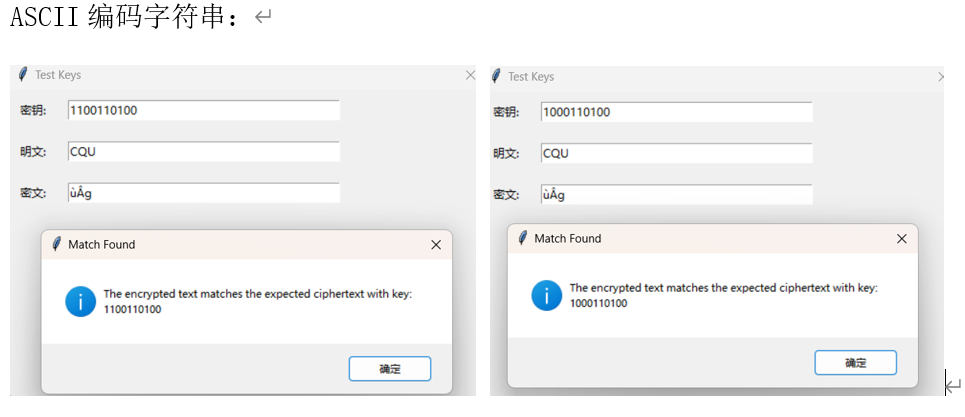 ASCII 编码字符串：
Test Keys
密钥: 1100110100
明文: CQU
密文: ùÂg
Match Found
The encrypted text matches the expected ciphertext with key:
1100110100
确定
Test Keys
密钥: 1000110100
明文: CQU
密文: ùÂg
Match Found
The encrypted text matches the expected ciphertext with key:
1000110100
确定